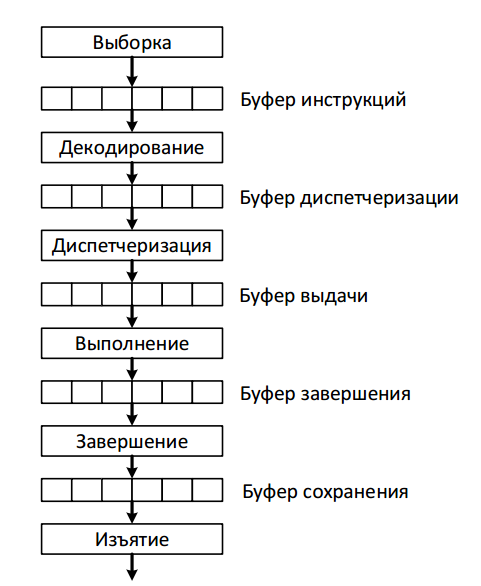 Выборка
Буфер инструкций
Декодирование
Буфер диспетчеризации
Диспетчеризация
Буфер выдачи
Выполнение
Буфер завершения
Завершение
Буфер сохранения
Изъятие